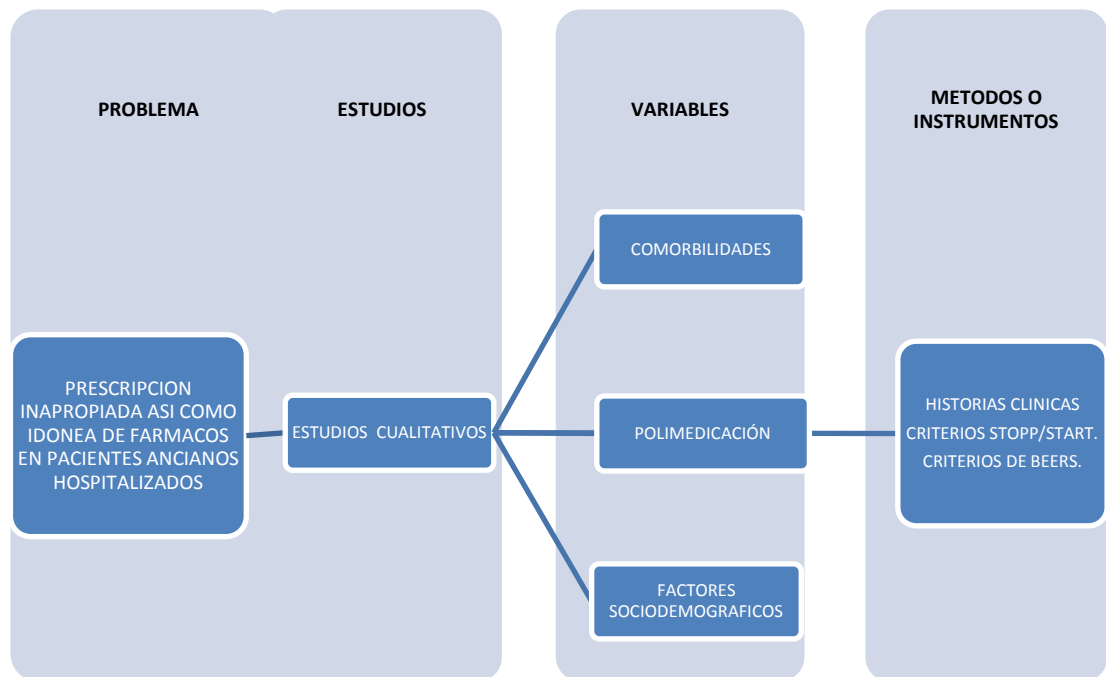 PROBLEMA
ESTUDIOS
VARIABLES
METODOS O
INSTRUMENTOS
PRESCRIPCION
INAPROPIADA ASI COMO
IDONEA DE FARMACOS
EN PACIENTES ANCIANOS
HOSPITALIZADOS
ESTUDIOS CUALITATIVOS
COMORBILIDADES
POLIMEDICACIÓN
FACTORES
SOCIODEMOGRAFICOS
HISTORIAS CLINICAS
CRITERIOS STOPP/START.
CRITERIOS DE BEERS.